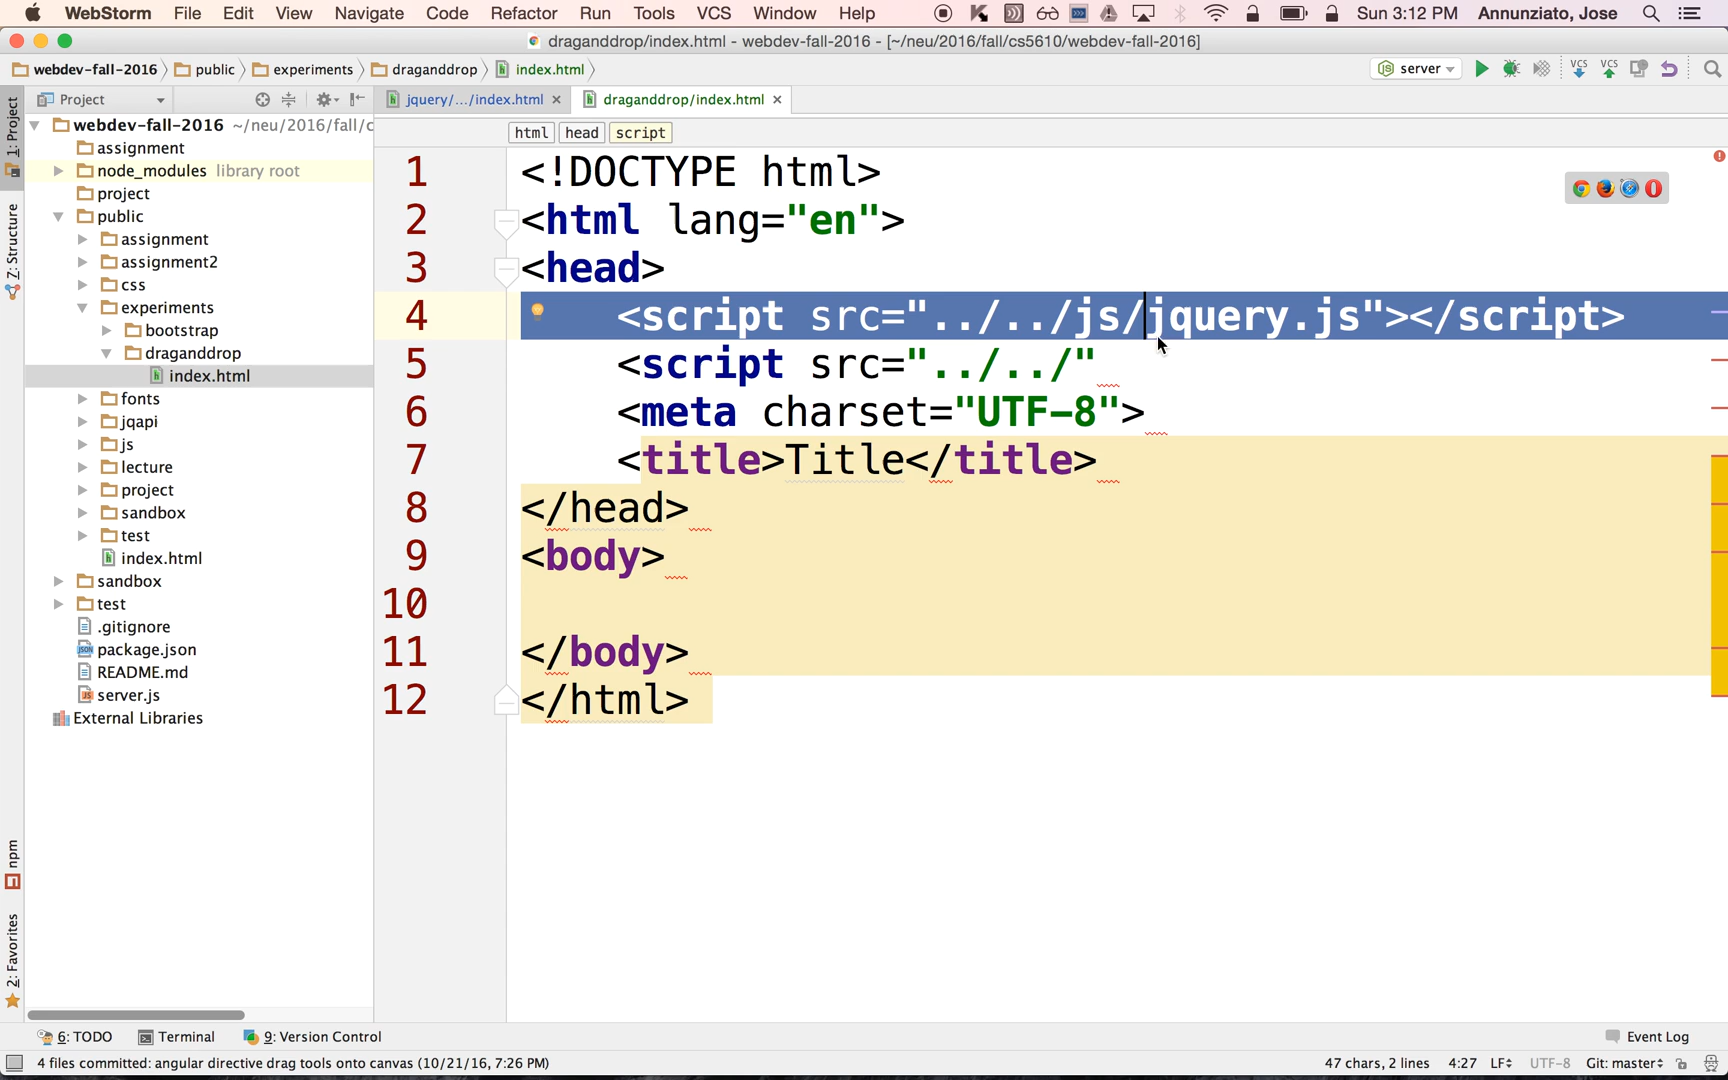 WebStorm File Edit View Navigate Code Refactor Run Tools VCS Window Help Sun 3:12 PM Annunziato, Jose
draganddrop/index.html - webdev-fall-2016 - [~/neu/2016/fall/cs5610/webdev-fall-2016]
webdev-fall-2016 public experiments draganddrop index.html server VCS VCS
Project jquery/.../index.html draganddrop/index.html
html head script
1: Project
Z: Structure
npm
2: Favorites
webdev-fall-2016 ~/neu/2016/fall/c
assignment
node_modules library root
project
public
assignment
assignment2
css
experiments
bootstrap
draganddrop
index.html
fonts
jqapi
js
lecture
project
sandbox
test
index.html
sandbox
test
.gitignore
package.json
README.md
server.js
External Libraries
1 <!DOCTYPE html>
2 <html lang="en">
3 <head>
4 <script src="../../js/jquery.js"></script>
5 <script src="../../"
6 <meta charset="UTF-8">
7 <title>Title</title>
8 </head>
9 <body>
10
11 </body>
12 </html>
6: TODO Terminal 9: Version Control Event Log
4 files committed: angular directive drag tools onto canvas (10/21/16, 7:26 PM) 47 chars, 2 lines 4:27 LF UTF-8 Git: master